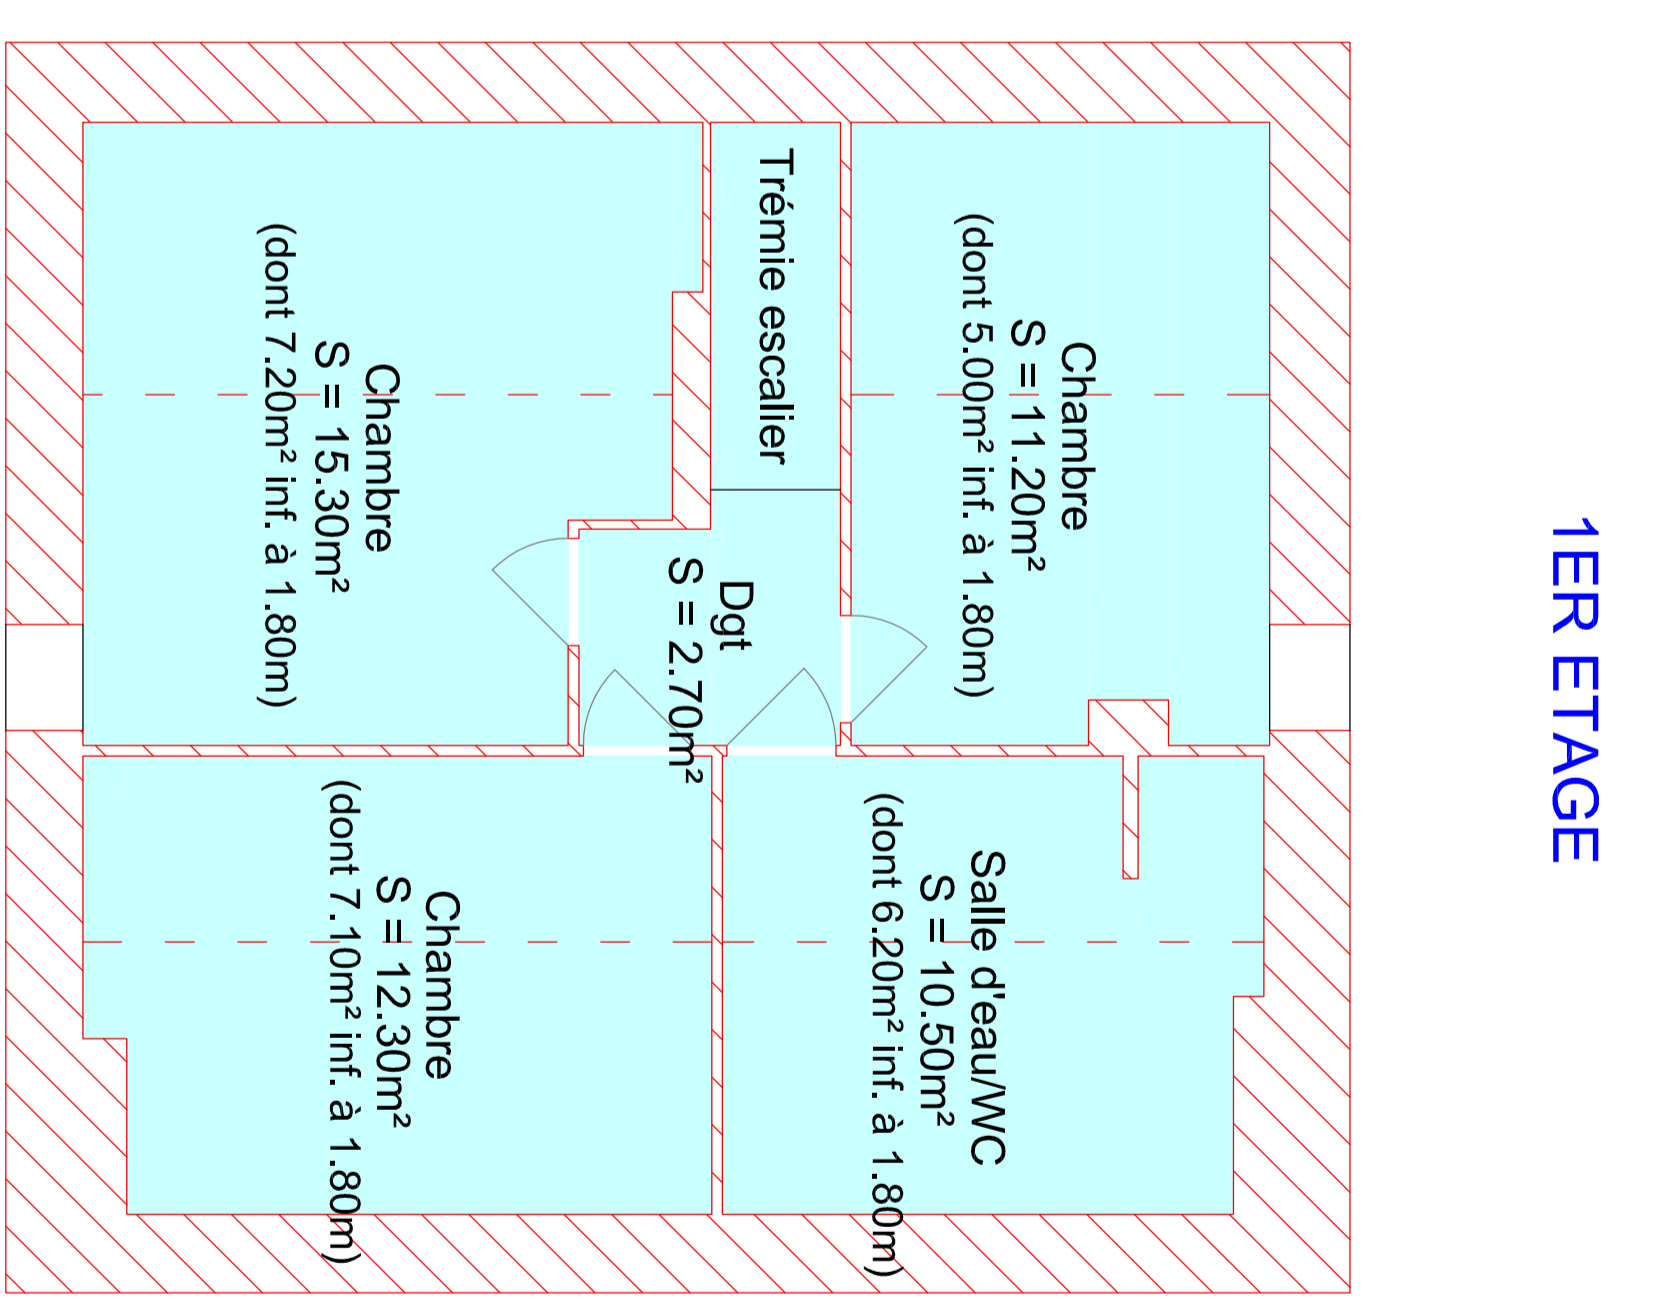 1ER ETAGE
Chambre
S = 11.20m²
(dont 5.00m² inf. à 1.80m)
Trémie escalier
Dgt
S = 2.70m²
Chambre
S = 15.30m²
(dont 7.20m² inf. à 1.80m)
Salle d'eau/WC
S = 10.50m²
(dont 6.20m² inf. à 1.80m)
Chambre
S = 12.30m²
(dont 7.10m² inf. à 1.80m)